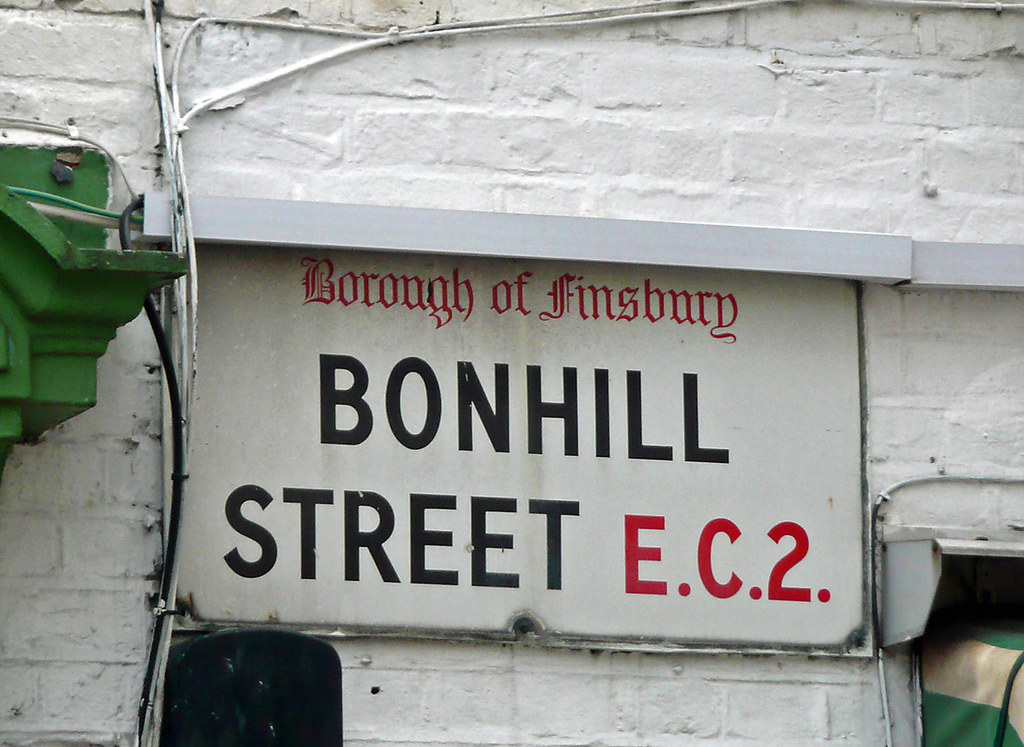 Borough of Finsbury
BONHILL
STREET E.C.2.